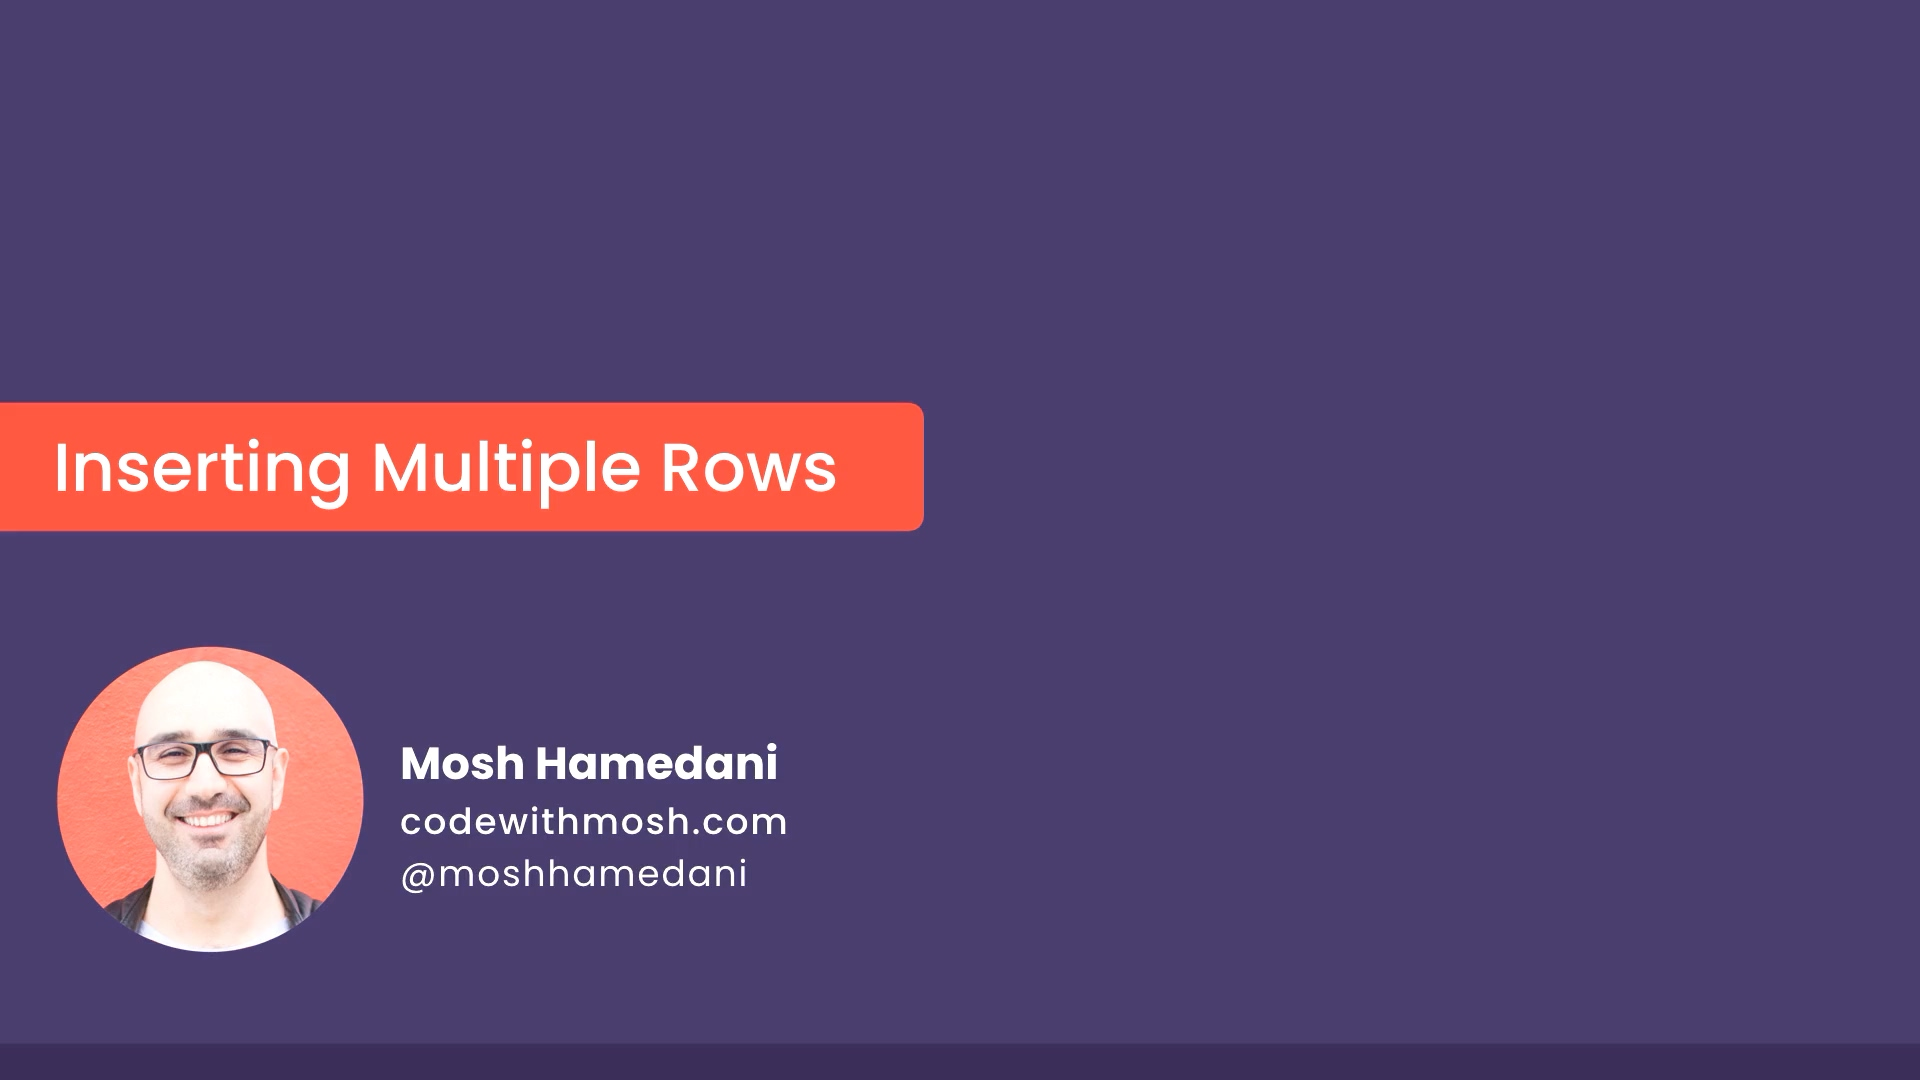 Inserting Multiple Rows
Mosh Hamedani
codewithmosh.com
@moshhamedani